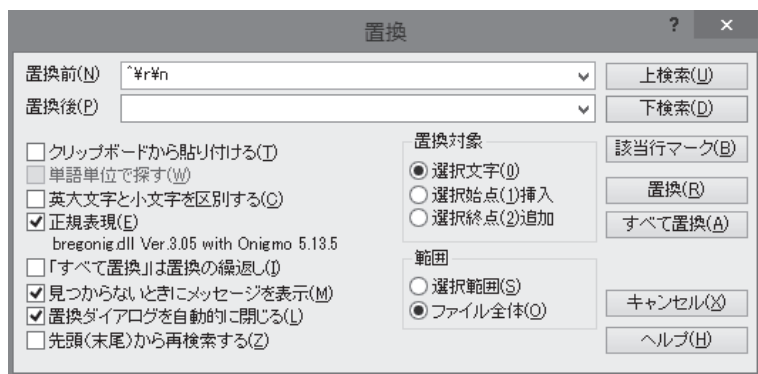 置換
? ×
置換前(N) ^¥r¥n
上検索(U)
置換後(P)
下検索(D)
クリップボードから貼り付ける(T)
単語単位で探す(W)
英大文字と小文字を区別する(C)
正規表現(E)
bregonig.dll Ver.3.05 with Onigmo 5.13.5
「すべて置換」は置換の繰返し(I)
見つからないときにメッセージを表示(M)
置換ダイアログを自動的に閉じる(L)
先頭(末尾)から再検索する(Z)
置換対象
選択文字(0)
選択始点(1)挿入
選択終点(2)追加
範囲
選択範囲(S)
ファイル全体(O)
該当行マーク(B)
置換(R)
すべて置換(A)
キャンセル(X)
ヘルプ(H)